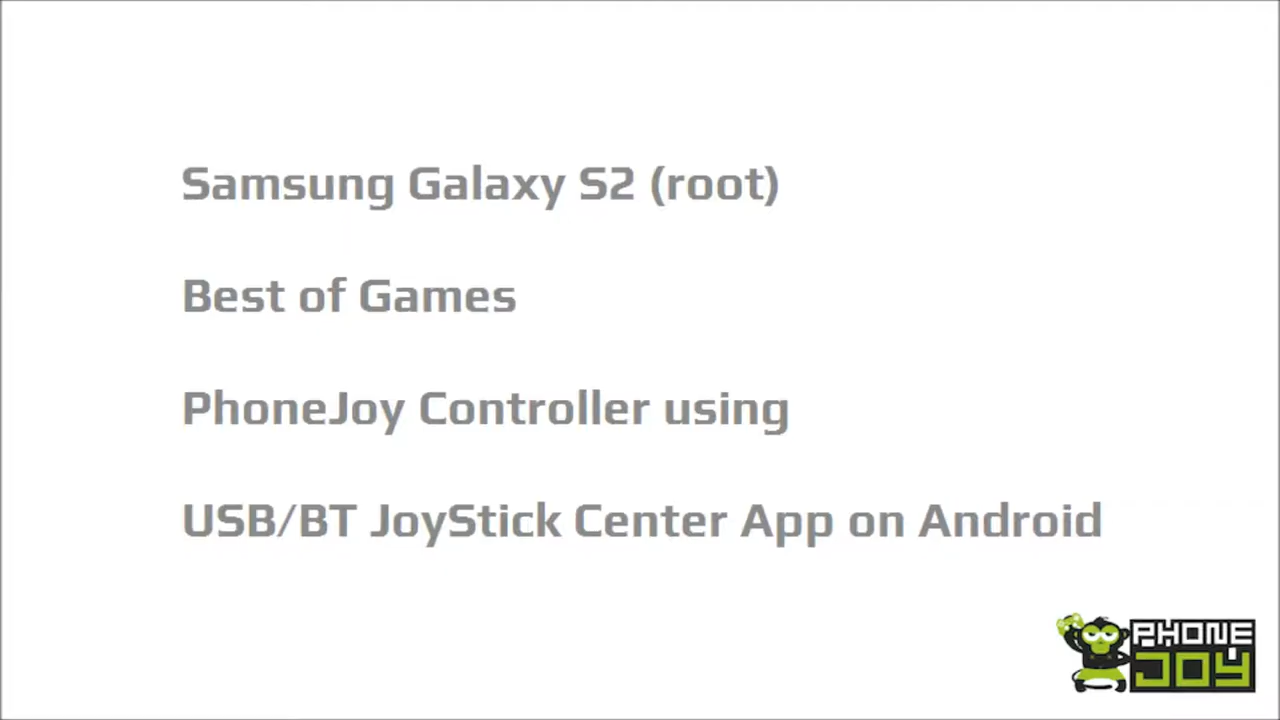 Samsung Galaxy S2 (root)
Best of Games
PhoneJoy Controller using
USB/BT JoyStick Center App on Android
PHONE
JOY